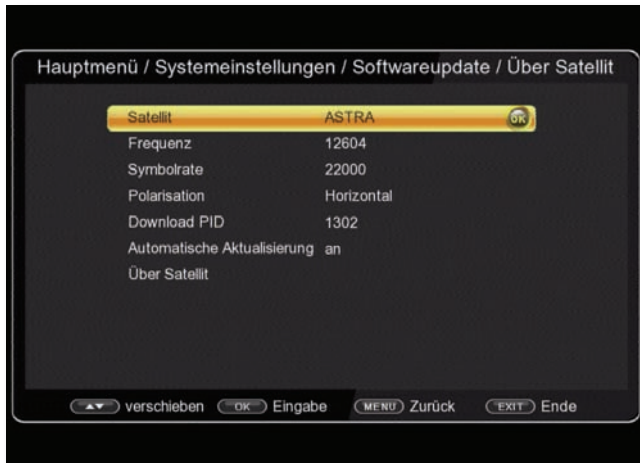 Hauptmenü / Systemeinstellungen / Softwareupdate / Über Satellit
Satellit ASTRA OK
Frequenz 12604
Symbolrate 22000
Polarisation Horizontal
Download PID 1302
Automatische Aktualisierung an
Über Satellit
verschieben OK Eingabe MENU Zurück EXIT Ende